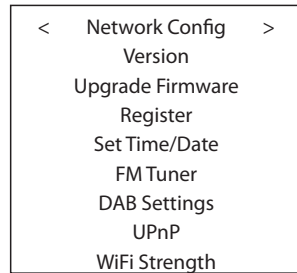 < Network Config >
Version
Upgrade Firmware
Register
Set Time/Date
FM Tuner
DAB Settings
UPnP
WiFi Strength